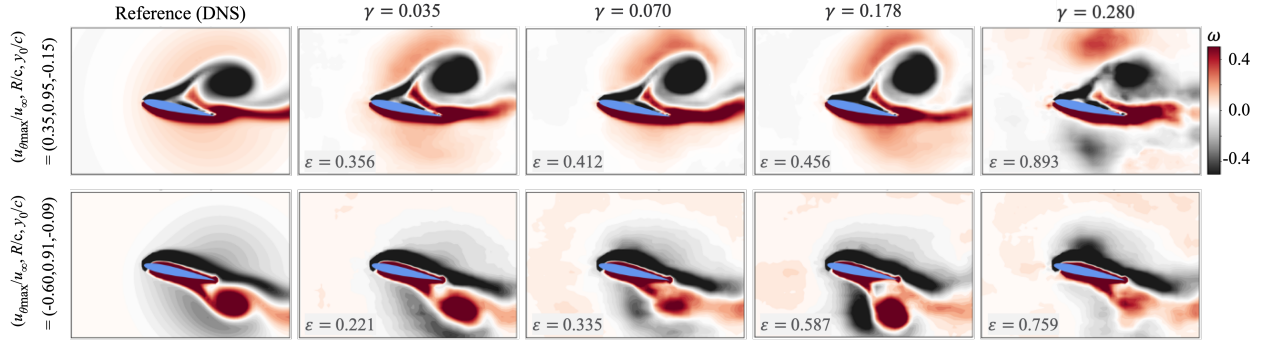 Reference (DNS)
γ = 0.035
γ = 0.070
γ = 0.178
γ = 0.280
(u_θmax/u_∞, R/c, y_0/c)
= (0.35,0.95,-0.15)
ε = 0.356
ε = 0.412
ε = 0.456
ε = 0.893
ω
0.4
0.0
-0.4
(u_θmax/u_∞, R/c, y_0/c)
= (-0.60,0.91,-0.09)
ε = 0.221
ε = 0.335
ε = 0.587
ε = 0.759